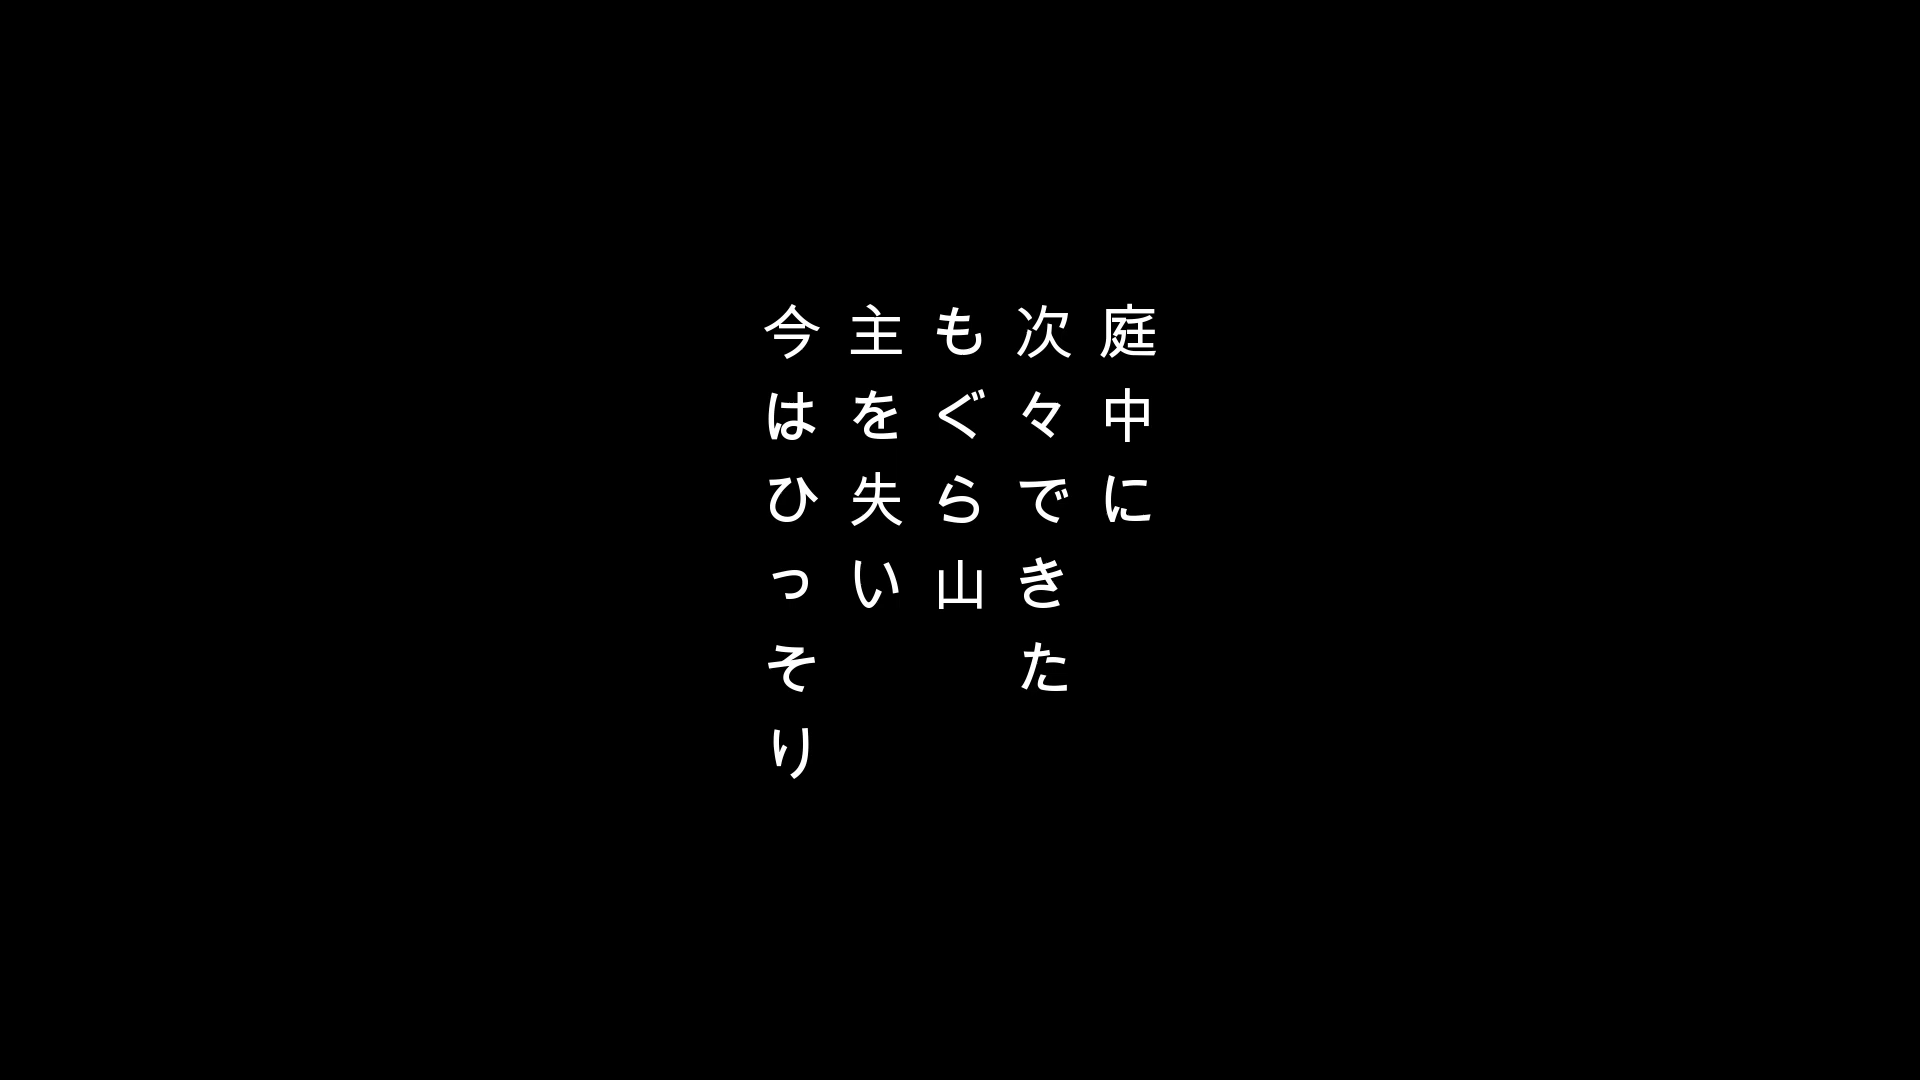 庭中に
次々できた
もぐら山
主を失い
今はひっそり